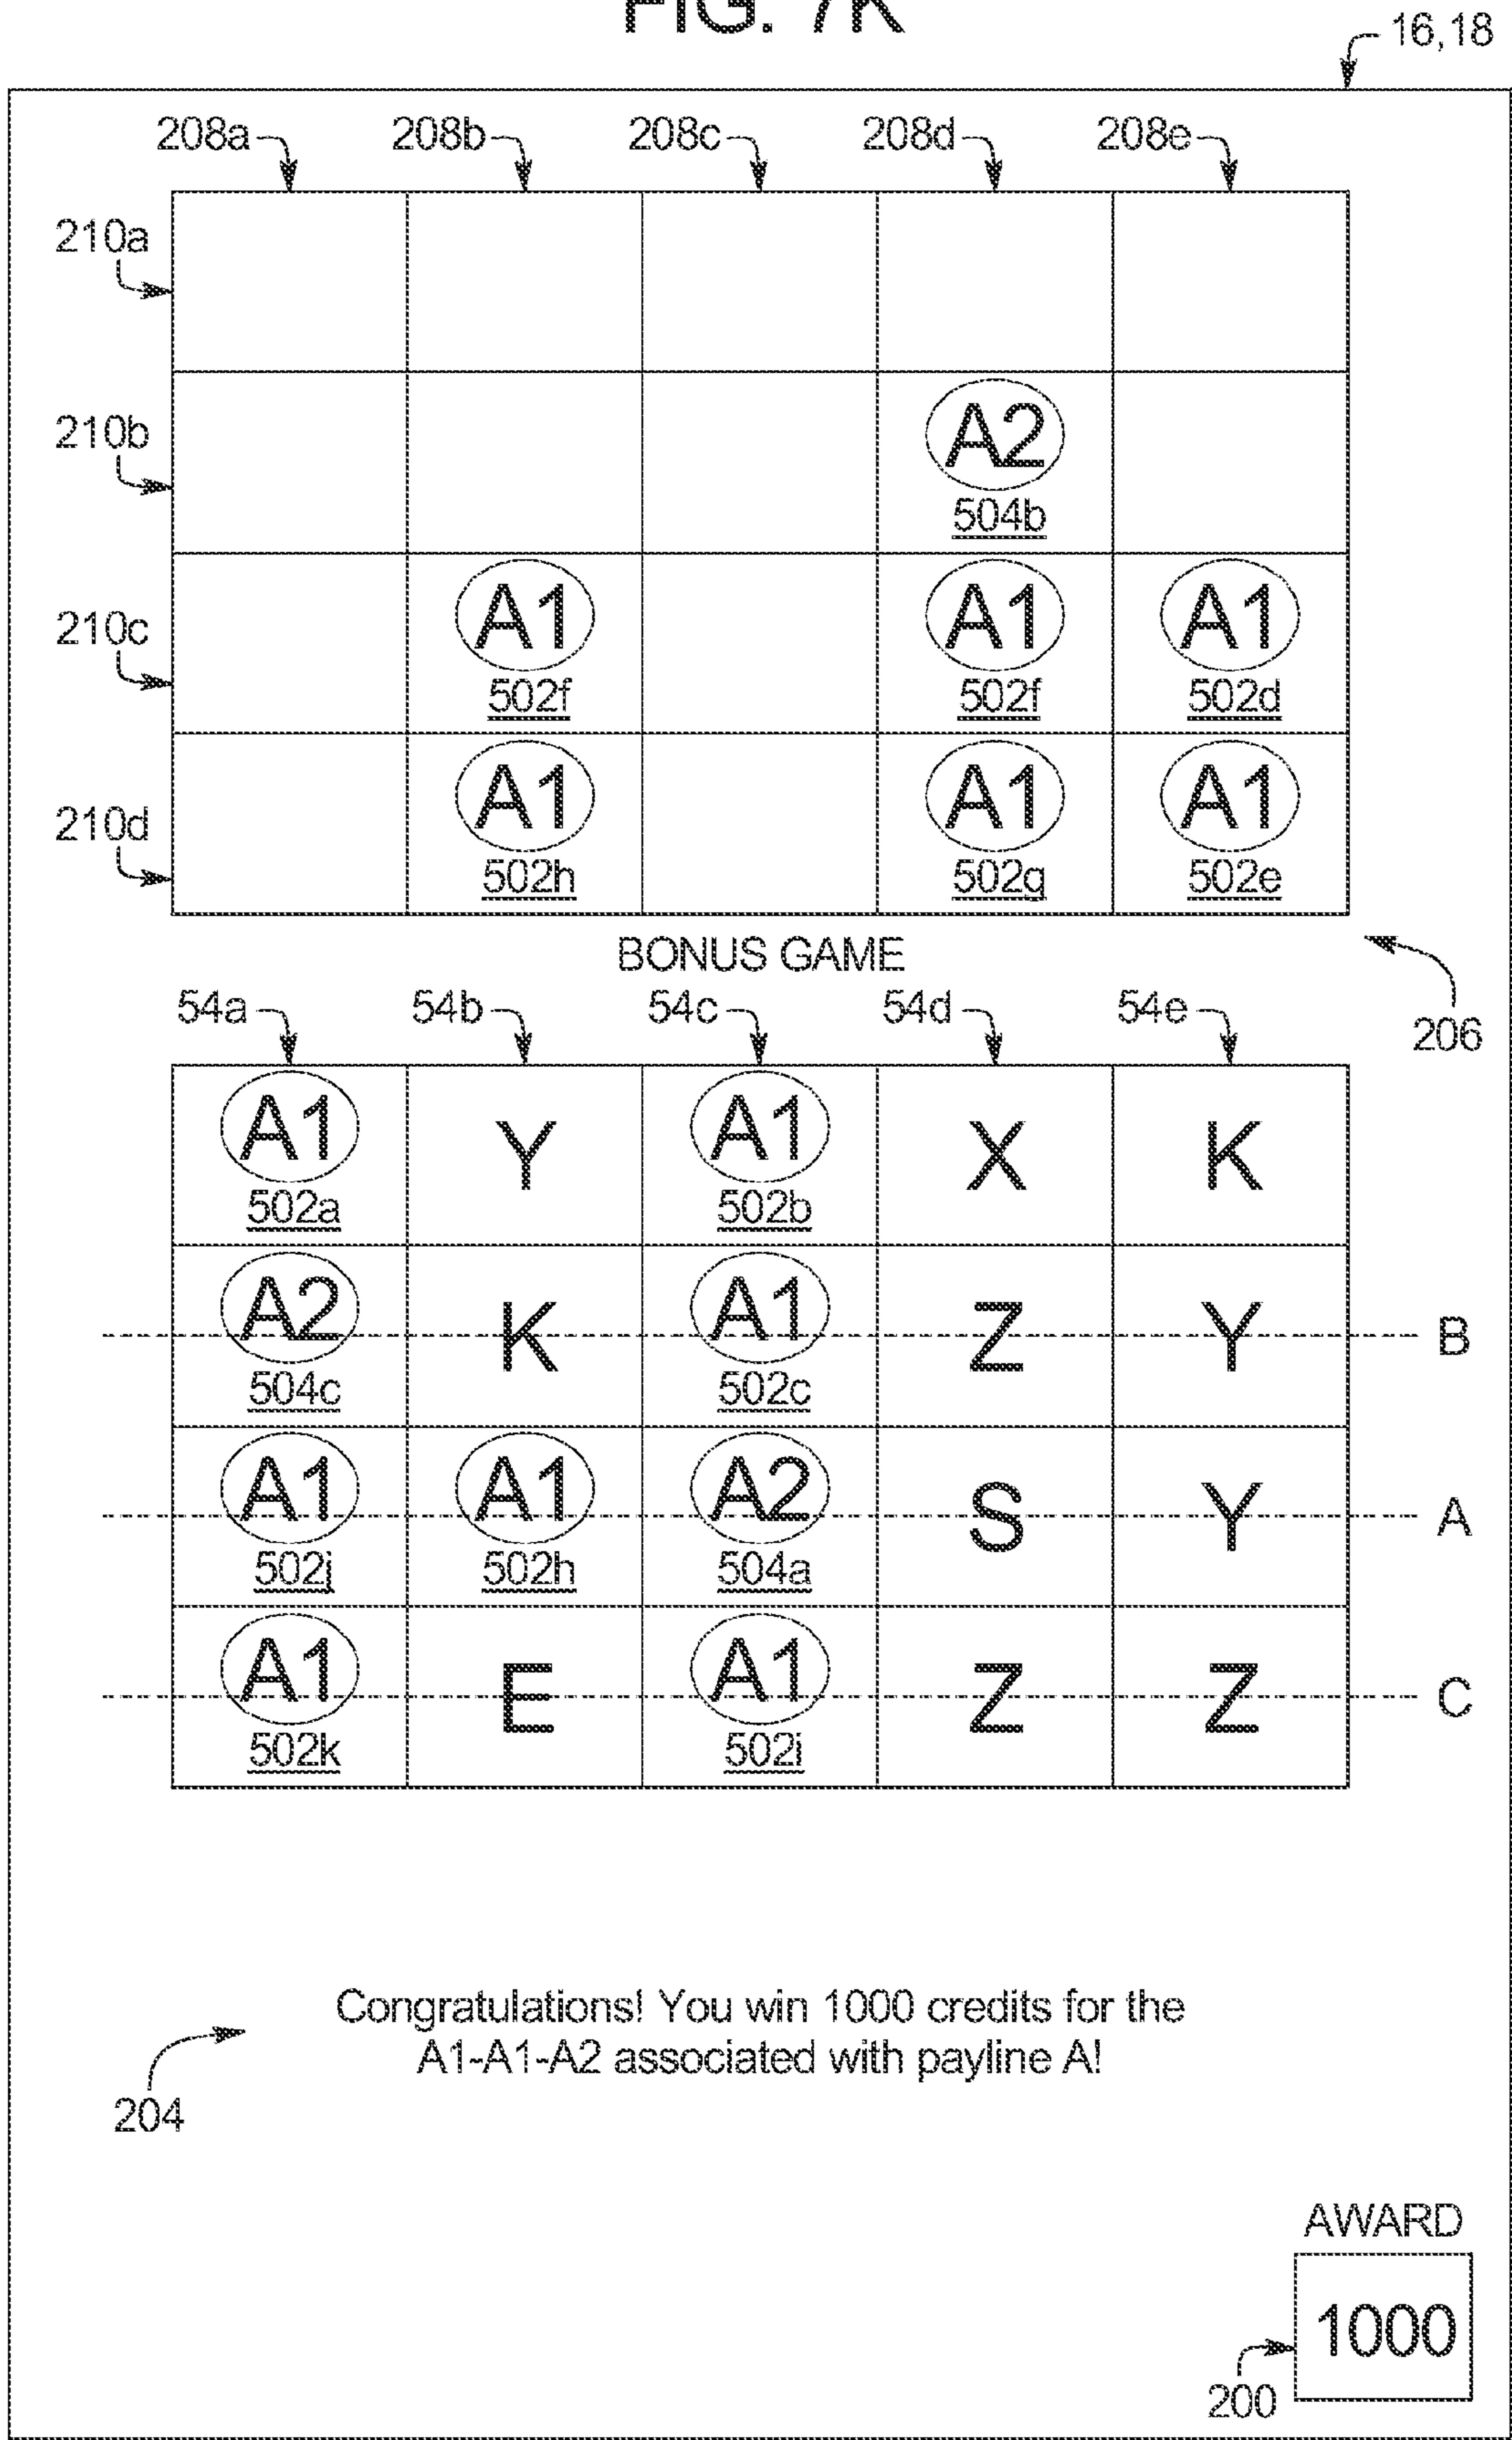 FIG. 7K
16,18
208a 208b 208c 208d 208e
210a
210b
A2
504b
210c
A1 A1 A1
502f 502f 502d
210d
A1 A1 A1
502h 502g 502e
BONUS GAME
206
54a 54b 54c 54d 54e
A1 Y A1 X K
502a 502b
A2 K A1 Z Y B
504c 502c
A1 A1 A2 S Y A
502j 502h 504a
A1 E A1 Z Z C
502k 502i
Congratulations! You win 1000 credits for the
A1-A1-A2 associated with payline A!
204
AWARD
1000
200